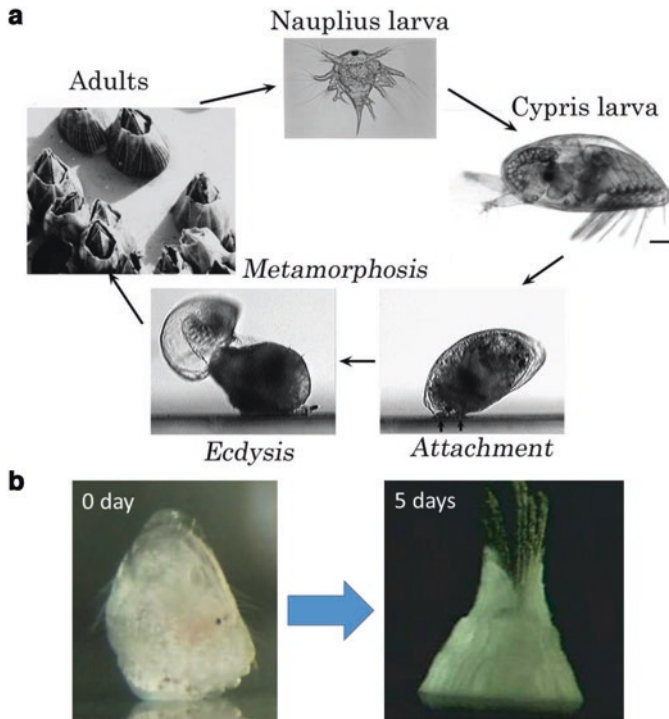 a
Nauplius larva
Adults
Cypris larva
Metamorphosis
Ecdysis
Attachment
b
0 day
5 days